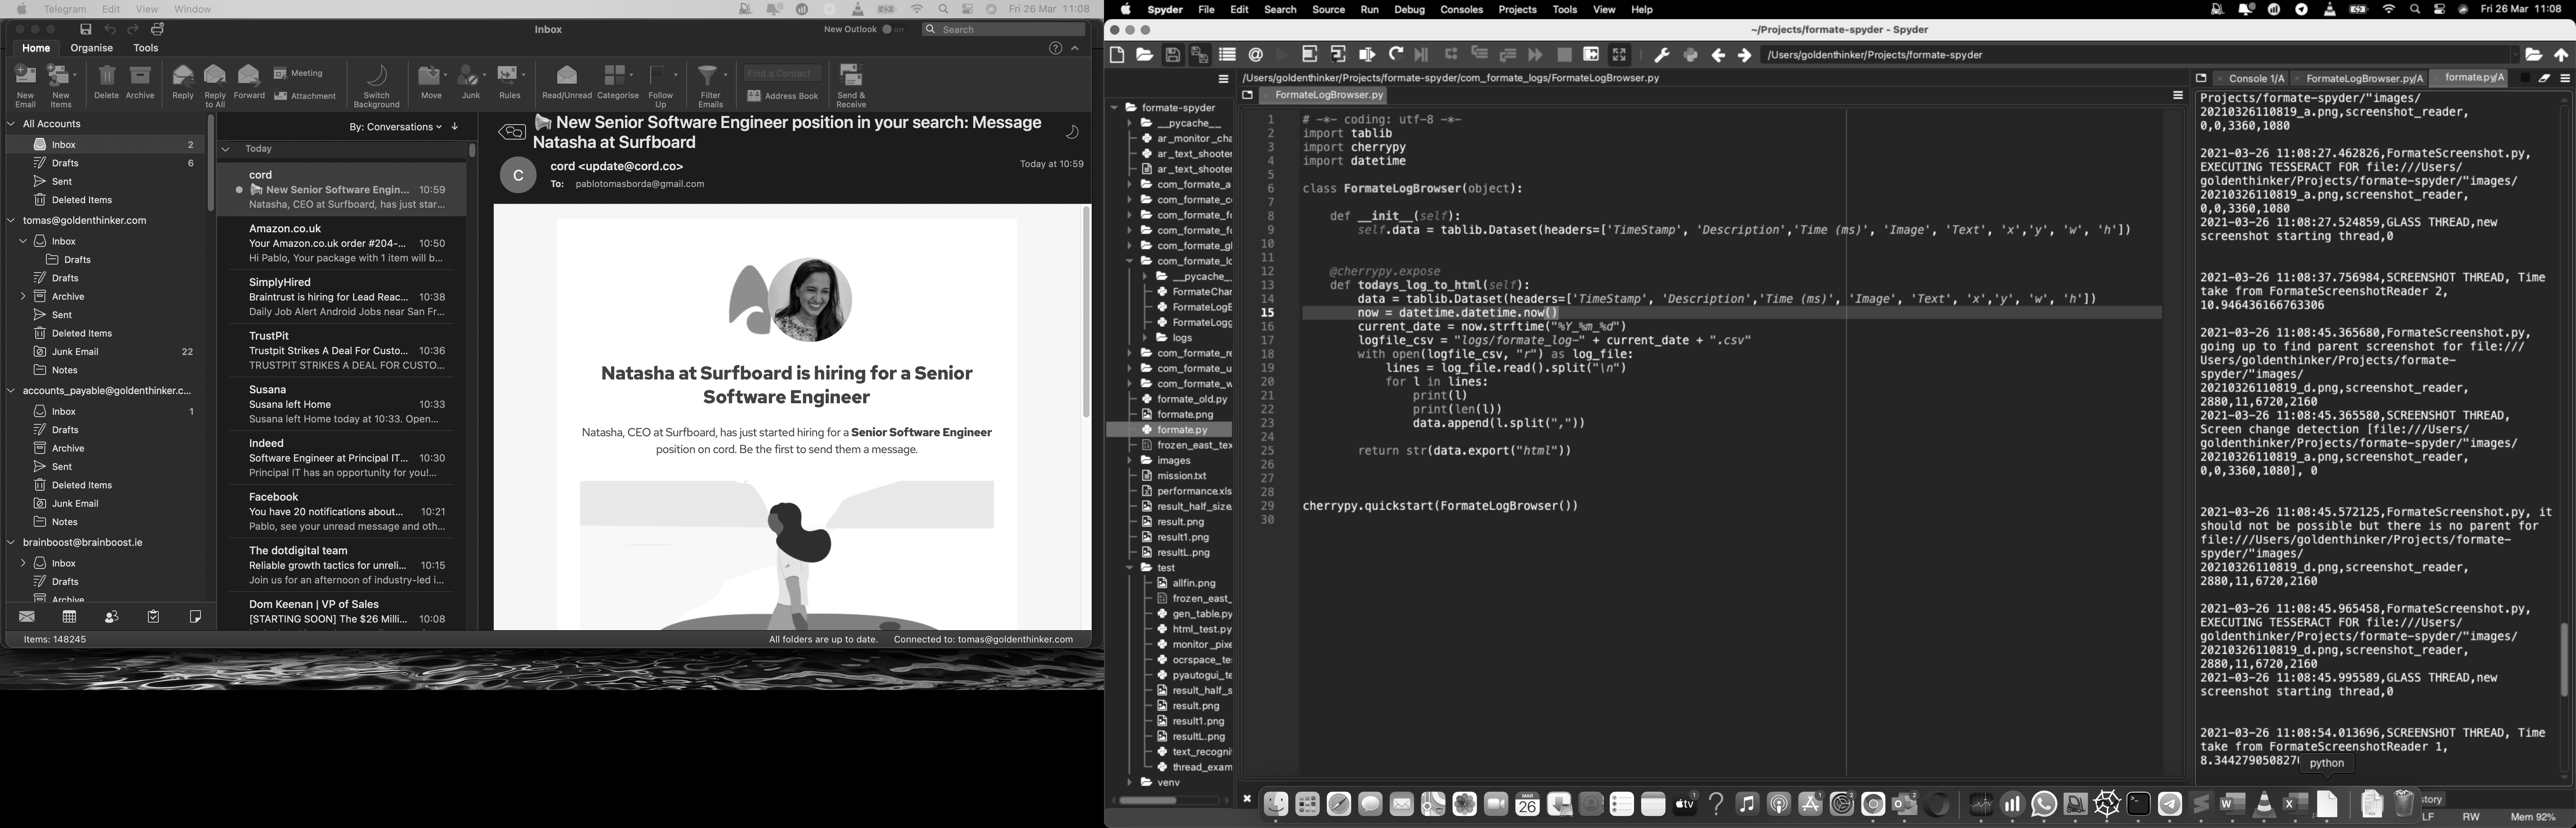 Telegram Edit View Window Fri 26 Mar 11:08
Inbox
New Outlook on
Search
Home Organise Tools
New Email
New Items
Delete
Archive
Reply
Reply to All
Forward
Meeting
Attachment
Switch Background
Move
Junk
Rules
Read/Unread
Categorise
Follow Up
Filter Emails
Find a Contact
Address Book
Send & Receive
All Accounts
Inbox 2
Drafts 6
Sent
Deleted Items
tomas@goldenthinker.com
Inbox
Drafts
Drafts
Sent
Archive
Sent
Deleted Items
Junk Email 22
Notes
accounts_payable@goldenthinker.c...
Inbox 1
Drafts
Archive
Sent
Deleted Items
Junk Email
Notes
brainboost@brainboost.ie
Inbox
Drafts
Archive
Items: 148245
By: Conversations
Today
cord
New Senior Software Engin... 10:59
Natasha, CEO at Surfboard, has just star...
Amazon.co.uk
Your Amazon.co.uk order #204-... 10:50
Hi Pablo, Your package with 1 item will b...
SimplyHired
Braintrust is hiring for Lead Reac... 10:38
Daily Job Alert Android Jobs near San Fr...
TrustPit
Trustpit Strikes A Deal For Custo... 10:36
TRUSTPIT STRIKES A DEAL FOR CUSTO...
Susana
Susana left Home 10:33
Susana left Home today at 10:33. Open...
Indeed
Software Engineer at Principal IT... 10:30
Principal IT has an opportunity for you!...
Facebook
You have 20 notifications about... 10:21
Pablo, see your unread message and oth...
The dotdigital team
Reliable growth tactics for unreli... 10:15
Join us for an afternoon of industry-led i...
Dom Keenan | VP of Sales
[STARTING SOON] The $26 Milli... 10:08
New Senior Software Engineer position in your search: Message
Natasha at Surfboard
C
cord <update@cord.co>
Today at 10:59
To: pablotomasborda@gmail.com
Natasha at Surfboard is hiring for a Senior
Software Engineer
Natasha, CEO at Surfboard, has just started hiring for a Senior Software Engineer
position on cord. Be the first to send them a message.
All folders are up to date. Connected to: tomas@goldenthinker.com
Spyder File Edit Search Source Run Debug Consoles Projects Tools View Help Fri 26 Mar 11:08
~/Projects/formate-spyder - Spyder
/Users/goldenthinker/Projects/formate-spyder
/Users/goldenthinker/Projects/formate-spyder/com_formate_logs/FormateLogBrowser.py
FormateLogBrowser.py
formate-spyder
__pycache__
ar_monitor_cha
ar_text_shooter
ar_text_shooter
com_formate_a
com_formate_c
com_formate_fo
com_formate_fo
com_formate_gl
com_formate_lo
__pycache_
FormateChar
FormateLogE
FormateLogg
logs
com_formate_re
com_formate_u
com_formate_w
formate_old.py
formate.png
formate.py
frozen_east_tex
images
mission.txt
performance.xls
result_half_size.
result.png
result1.png
resultL.png
test
allfin.png
frozen_east_
gen_table.py
html_test.py
monitor_pixe
ocrspace_te
pyautogui_te
result_half_s
result.png
result1.png
resultL.png
text_recogni
thread_exam
venv
1 # -*- coding: utf-8 -*-
2 import tablib
3 import cherrypy
4 import datetime
5
6 class FormateLogBrowser(object):
7
8 def __init__(self):
9 self.data = tablib.Dataset(headers=['TimeStamp', 'Description','Time (ms)', 'Image', 'Text', 'x','y', 'w', 'h'])
10
11
12 @cherrypy.expose
13 def todays_log_to_html(self):
14 data = tablib.Dataset(headers=['TimeStamp', 'Description','Time (ms)', 'Image', 'Text', 'x','y', 'w', 'h'])
15 now = datetime.datetime.now()
16 current_date = now.strftime("%Y_%m_%d")
17 logfile_csv = "logs/formate_log-" + current_date + ".csv"
18 with open(logfile_csv, "r") as log_file:
19 lines = log_file.read().split("\n")
20 for l in lines:
21 print(l)
22 print(len(l))
23 data.append(l.split(","))
24
25 return str(data.export("html"))
26
27
28
29 cherrypy.quickstart(FormateLogBrowser())
30
Console 1/A FormateLogBrowser.py/A formate.py/A
Projects/formate-spyder/"images/
20210326110819_a.png,screenshot_reader,
0,0,3360,1080
2021-03-26 11:08:27.462826,FormateScreenshot.py,
EXECUTING TESSERACT FOR file:///Users/
goldenthinker/Projects/formate-spyder/"images/
20210326110819_a.png,screenshot_reader,
0,0,3360,1080
2021-03-26 11:08:27.524859,GLASS THREAD,new
screenshot starting thread,0
2021-03-26 11:08:37.756984,SCREENSHOT THREAD, Time
take from FormateScreenshotReader 2,
10.946436166763306
2021-03-26 11:08:45.365680,FormateScreenshot.py,
going up to find parent screenshot for file:///
Users/goldenthinker/Projects/formate-
spyder/"images/
20210326110819_d.png,screenshot_reader,
2880,11,6720,2160
2021-03-26 11:08:45.365580,SCREENSHOT THREAD,
Screen change detection [file:///Users/
goldenthinker/Projects/formate-spyder/"images/
20210326110819_a.png,screenshot_reader,
0,0,3360,1080], 0
2021-03-26 11:08:45.572125,FormateScreenshot.py, it
should not be possible but there is no parent for
file:///Users/goldenthinker/Projects/formate-
spyder/"images/
20210326110819_d.png,screenshot_reader,
2880,11,6720,2160
2021-03-26 11:08:45.965458,FormateScreenshot.py,
EXECUTING TESSERACT FOR file:///Users/
goldenthinker/Projects/formate-spyder/"images/
20210326110819_d.png,screenshot_reader,
2880,11,6720,2160
2021-03-26 11:08:45.995589,GLASS THREAD,new
screenshot starting thread,0
2021-03-26 11:08:54.013696,SCREENSHOT THREAD, Time
take from FormateScreenshotReader 1,
8.344279050827
python
MAR
26
tv
story
LF RW Mem 92%